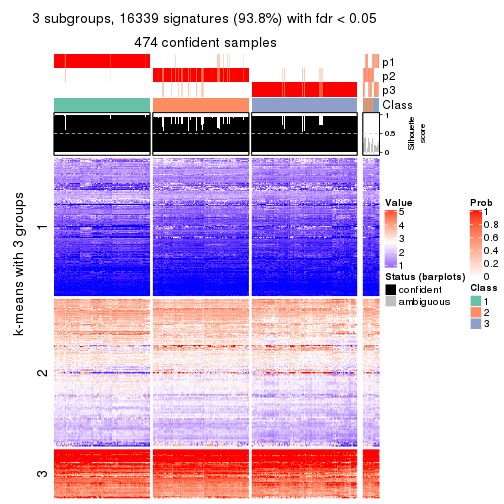 3 subgroups, 16339 signatures (93.8%) with fdr < 0.05
474 confident samples
p1
p2
p3
Class
1
0.5
0
Silhouette
score
k-means with 3 groups
1
2
3
Value
5
4
3
2
1
Status (barplots)
confident
ambiguous
Prob
1
0.8
0.6
0.4
0.2
0
Class
1
2
3